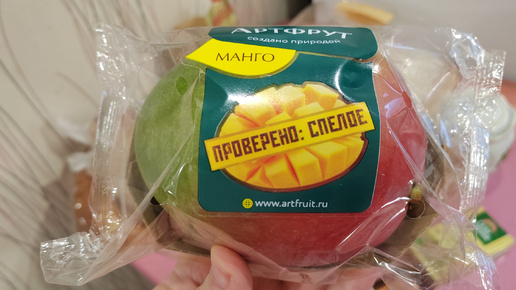 АРТФРУТ
создано природой
МАНГО
ПРОВЕРЕНО: СПЕЛОЕ
www.artfruit.ru